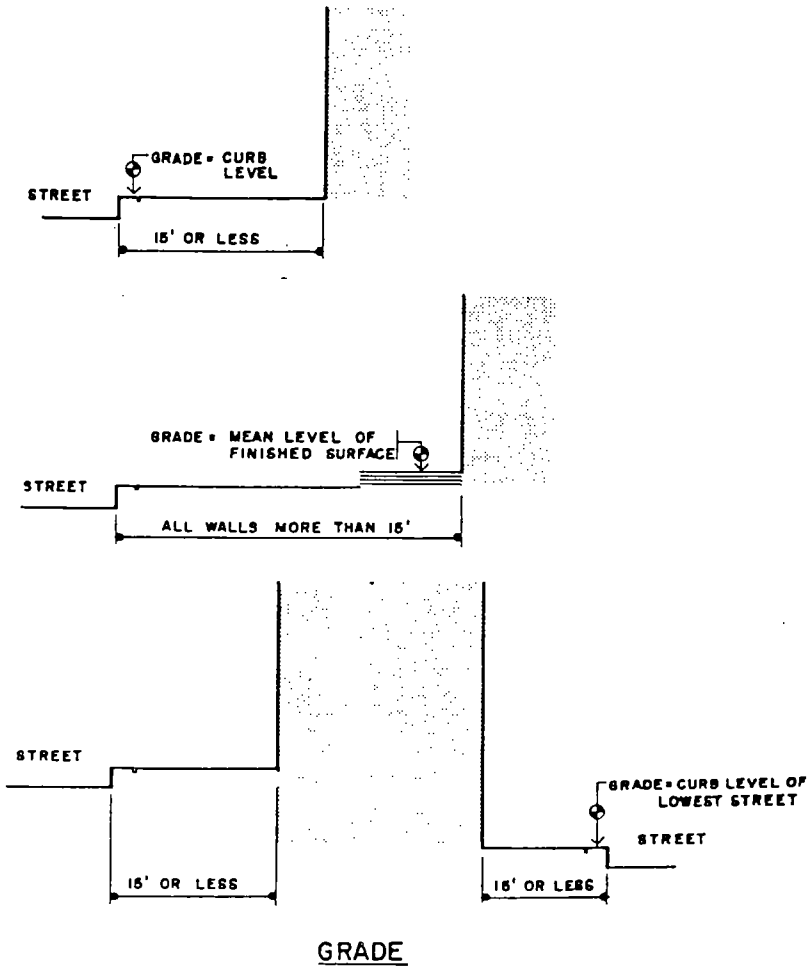 GRADE = CURB
LEVEL
STREET
15' OR LESS
GRADE = MEAN LEVEL OF
FINISHED SURFACE
STREET
ALL WALLS MORE THAN 15'
STREET
GRADE = CURB LEVEL OF
LOWEST STREET
STREET
15' OR LESS
15' OR LESS
GRADE